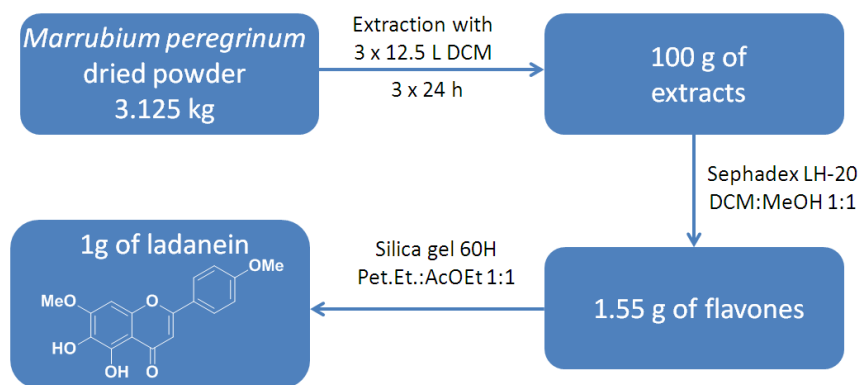 Marrubium peregrinum
dried powder
3.125 kg
Extraction with
3 x 12.5 L DCM
3 x 24 h
100 g of
extracts
Sephadex LH-20
DCM:MeOH 1:1
1.55 g of flavones
Silica gel 60H
Pet.Et.:AcOEt 1:1
1g of ladanein
OMe
MeO
O
HO
OH
O